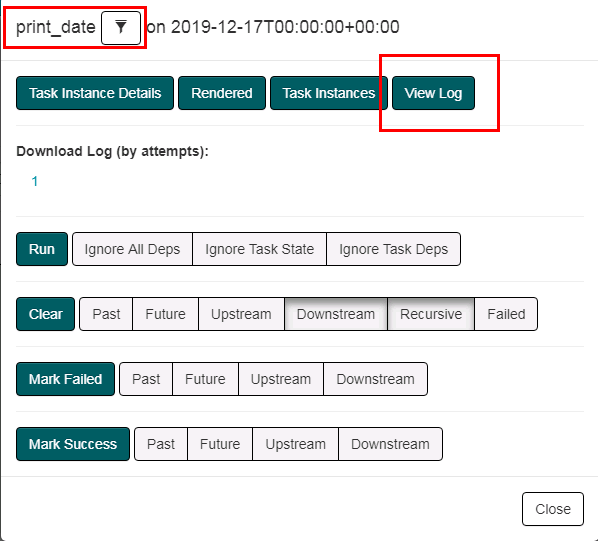 print_date on 2019-12-17T00:00:00+00:00
Task Instance Details Rendered Task Instances View Log
Download Log (by attempts):
1
Run Ignore All Deps Ignore Task State Ignore Task Deps
Clear Past Future Upstream Downstream Recursive Failed
Mark Failed Past Future Upstream Downstream
Mark Success Past Future Upstream Downstream
Close